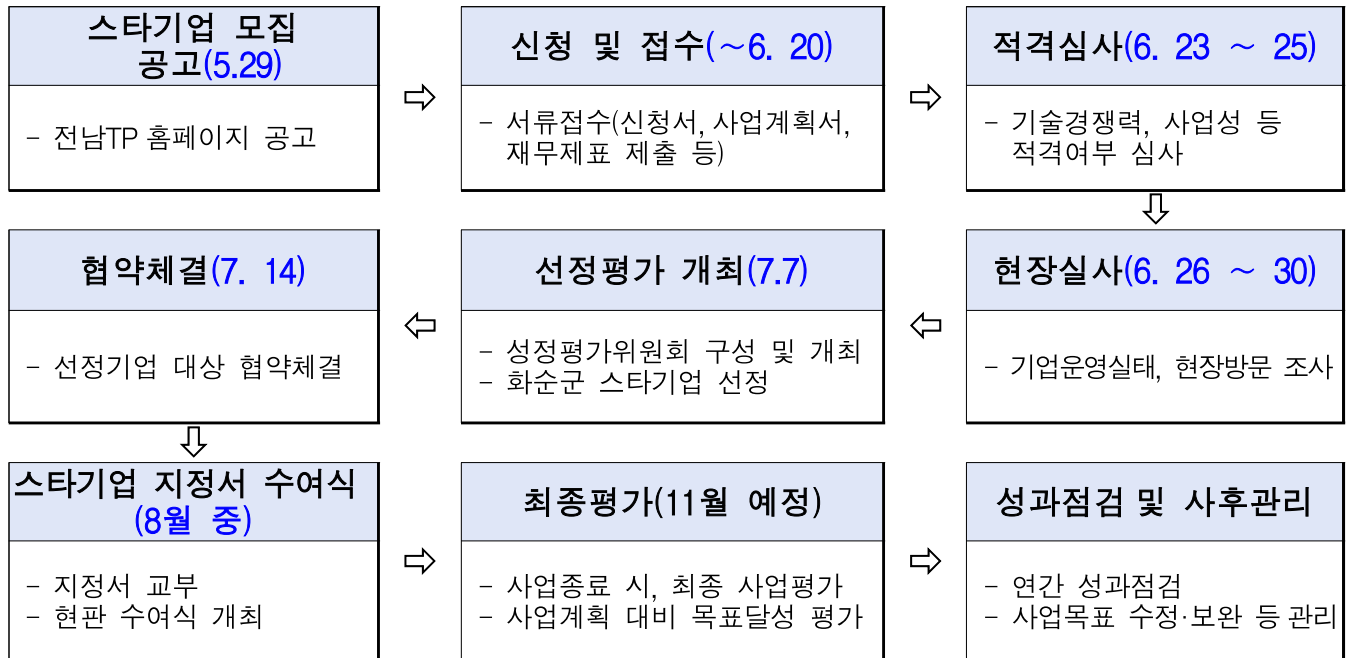 스타기업 모집
공고(5.29)
- 전남TP 홈페이지 공고
⇨
신청 및 접수(~6. 20)
- 서류접수(신청서, 사업계획서,
재무제표 제출 등)
⇨
적격심사(6. 23 ~ 25)
- 기술경쟁력, 사업성 등
적격여부 심사
⇩
현장실사(6. 26 ~ 30)
- 기업운영실태, 현장방문 조사
⇦
선정평가 개최(7.7)
- 성정평가위원회 구성 및 개최
- 화순군 스타기업 선정
⇦
협약체결(7. 14)
- 선정기업 대상 협약체결
⇩
스타기업 지정서 수여식
(8월 중)
- 지정서 교부
- 현판 수여식 개최
⇨
최종평가(11월 예정)
- 사업종료 시, 최종 사업평가
- 사업계획 대비 목표달성 평가
⇨
성과점검 및 사후관리
- 연간 성과점검
- 사업목표 수정·보완 등 관리